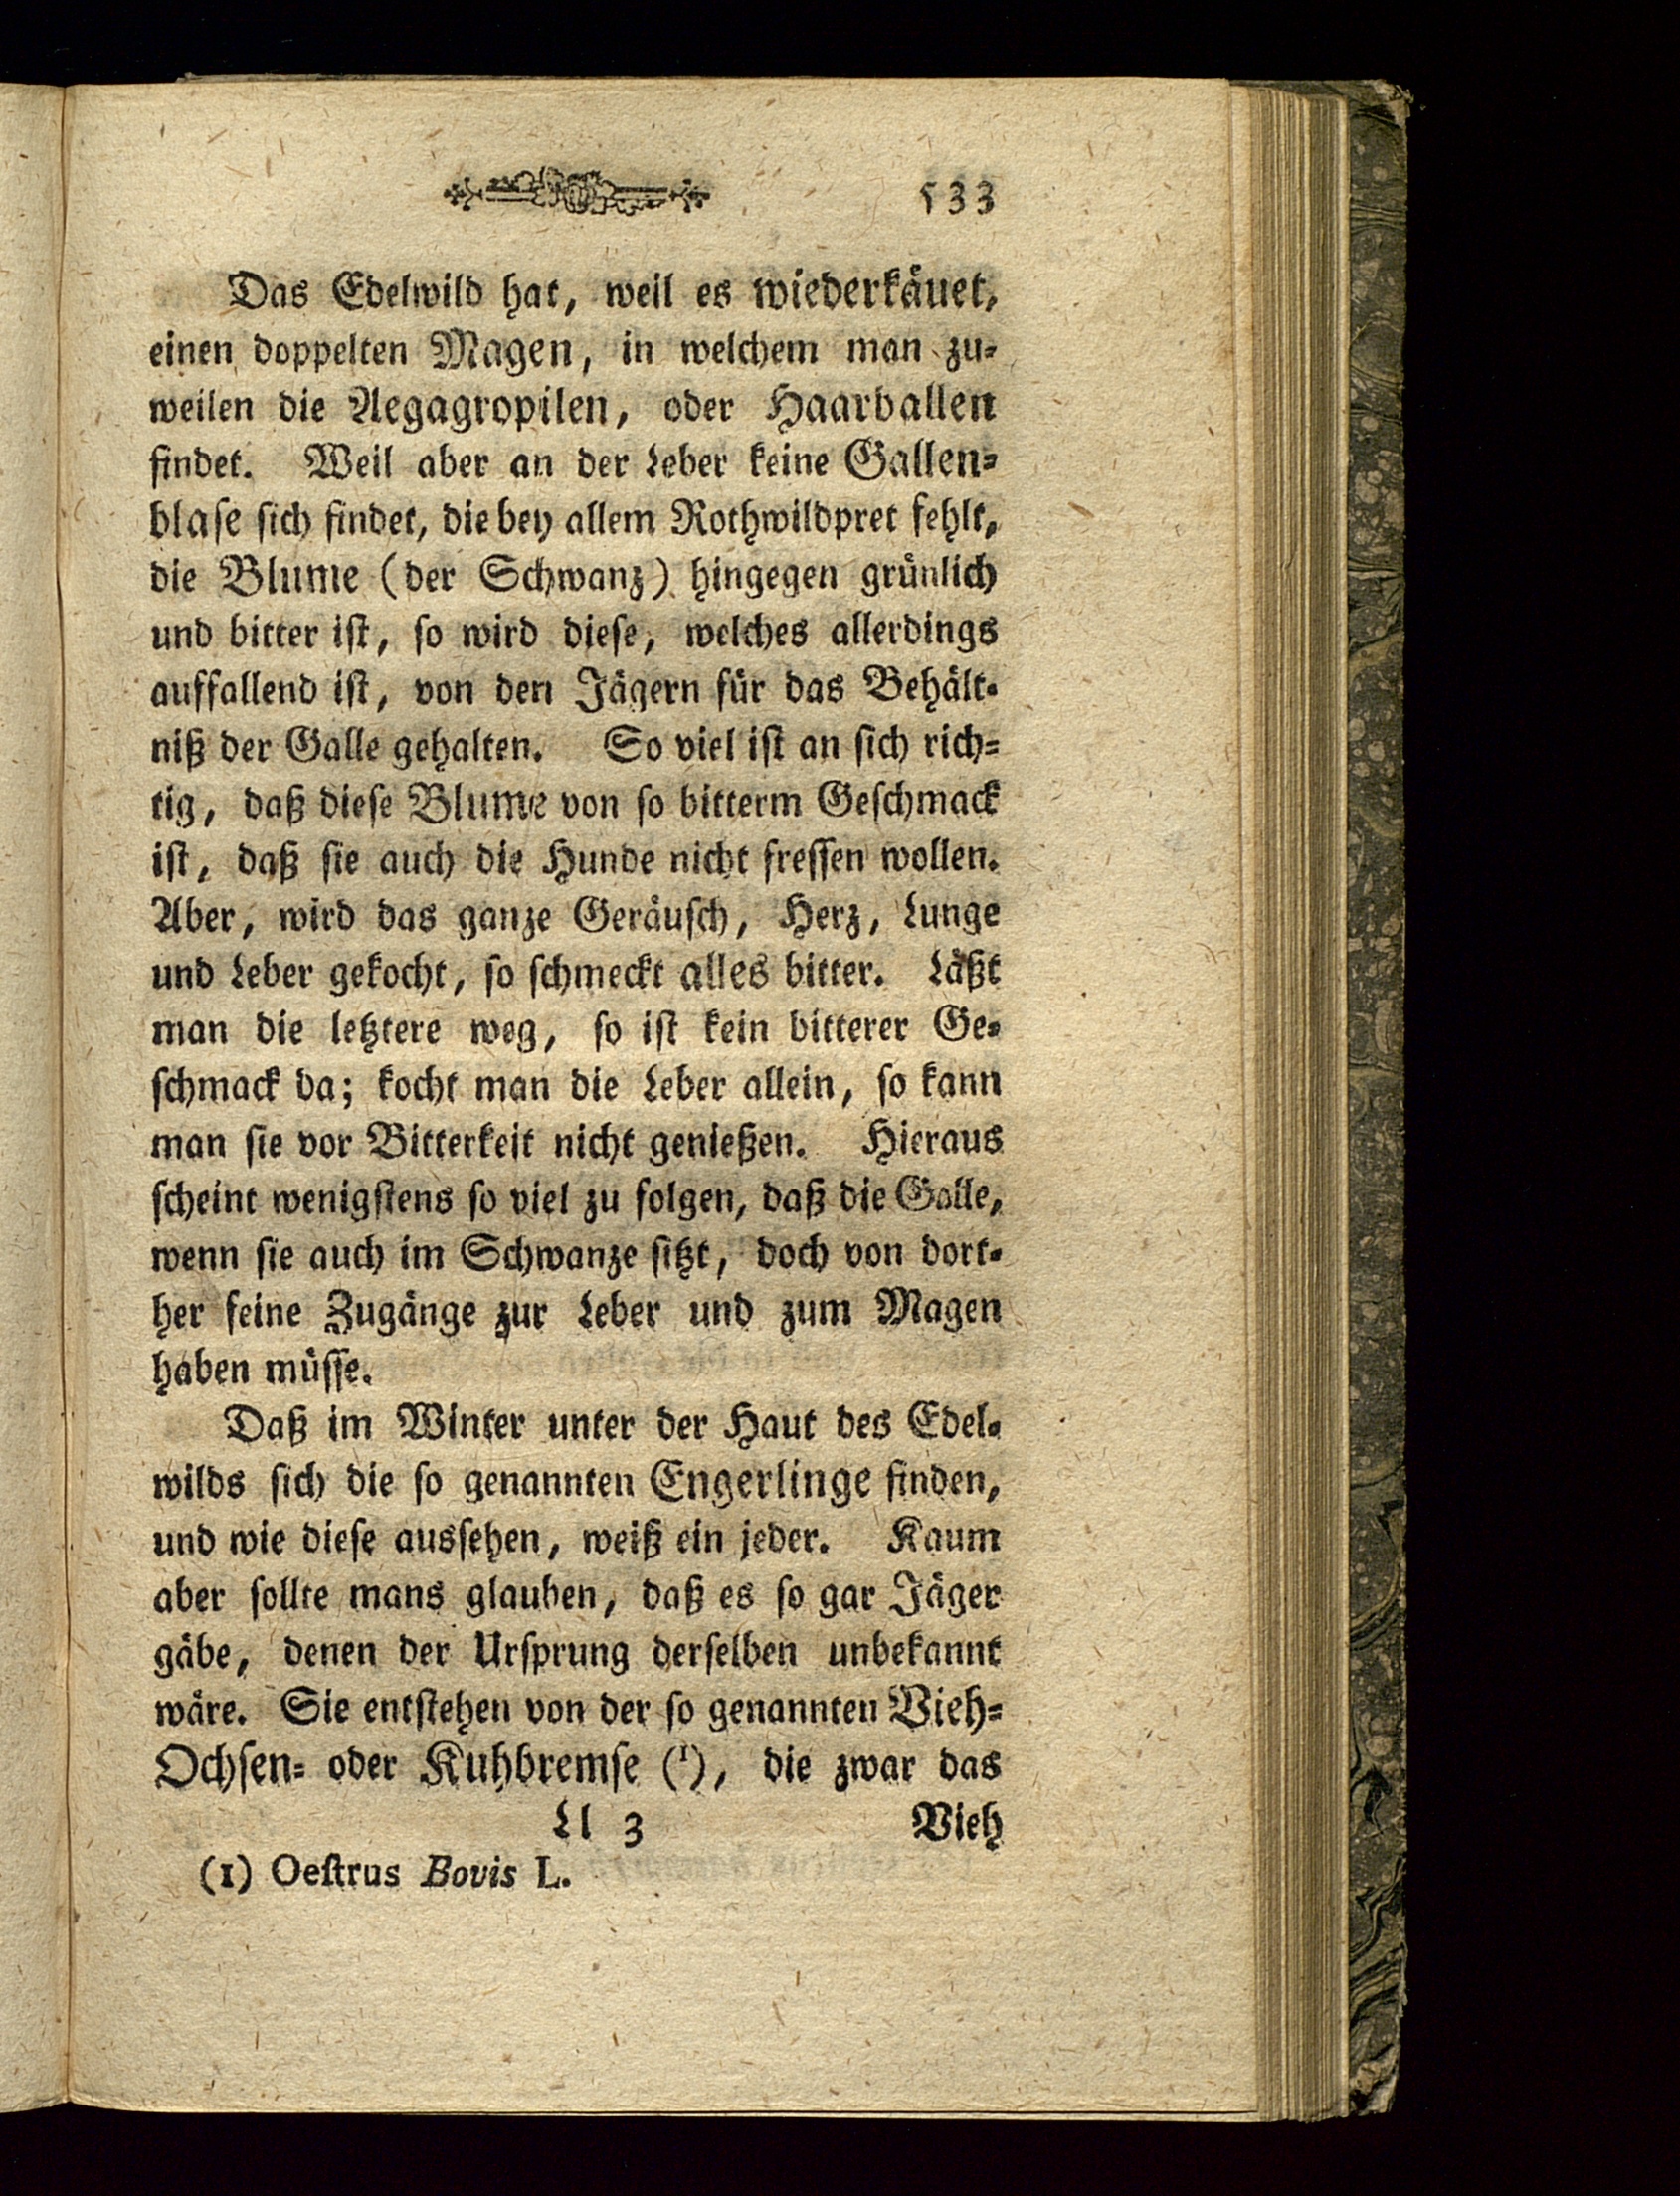 533
Das Edelwild hat, weil es wiederkäuet,
einen doppelten Magen, in welchem man zu-
weilen die Aegagropilen, oder Haarballen
findet. Weil aber an der Leber keine Gallen-
blase sich findet, die bey allem Rothwildpret fehlt,
die Blume (der Schwanz) hingegen grünlich
und bitter ist, so wird diese, welches allerdings
auffallend ist, von den Jägern für das Behält-
niß der Galle gehalten. So viel ist an sich rich-
tig, daß diese Blume von so bitterm Geschmack
ist, daß sie auch die Hunde nicht fressen wollen.
Aber, wird das ganze Geräusch, Herz, Lunge
und Leber gekocht, so schmeckt alles bitter. Läßt
man die letztere weg, so ist kein bitterer Ge-
schmack da; kocht man die Leber allein, so kann
man sie vor Bitterkeit nicht genießen. Hieraus
scheint wenigstens so viel zu folgen, daß die Galle,
wenn sie auch im Schwanze sitzt, doch von dort-
her seine Zugänge zur Leber und zum Magen
haben müsse.
Daß im Winter unter der Haut des Edel-
wilds sich die so genannten Engerlinge finden,
und wie diese aussehen, weiß ein jeder. Kaum
aber sollte mans glauben, daß es so gar Jäger
gäbe, denen der Ursprung derselben unbekannt
wäre. Sie entstehen von der so genannten Vieh-
Ochsen- oder Kuhbremse (1), die zwar das
Ll 3 Vieh
(1) Oestrus Bovis L.